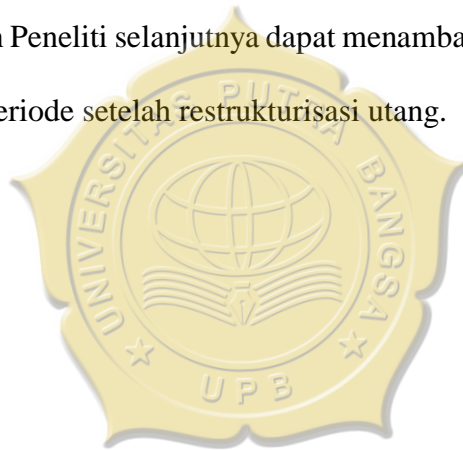 Peneliti selanjutnya dapat menamba
eriode setelah restrukturisasi utang.
UNIVERSITAS PUTRA BANGSA
UPB